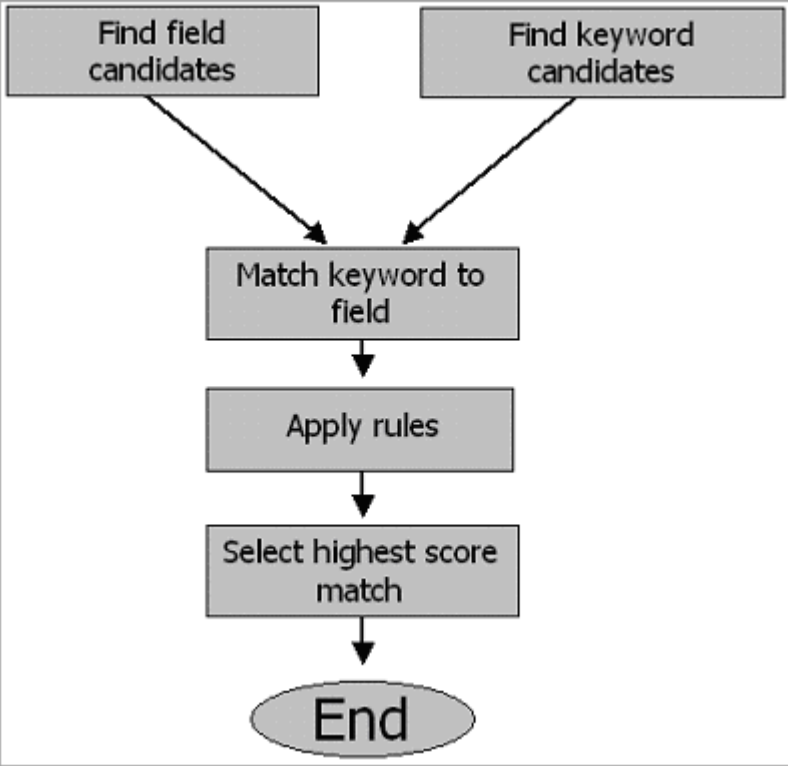 Find field
candidates
Find keyword
candidates
Match keyword to
field
Apply rules
Select highest score
match
End